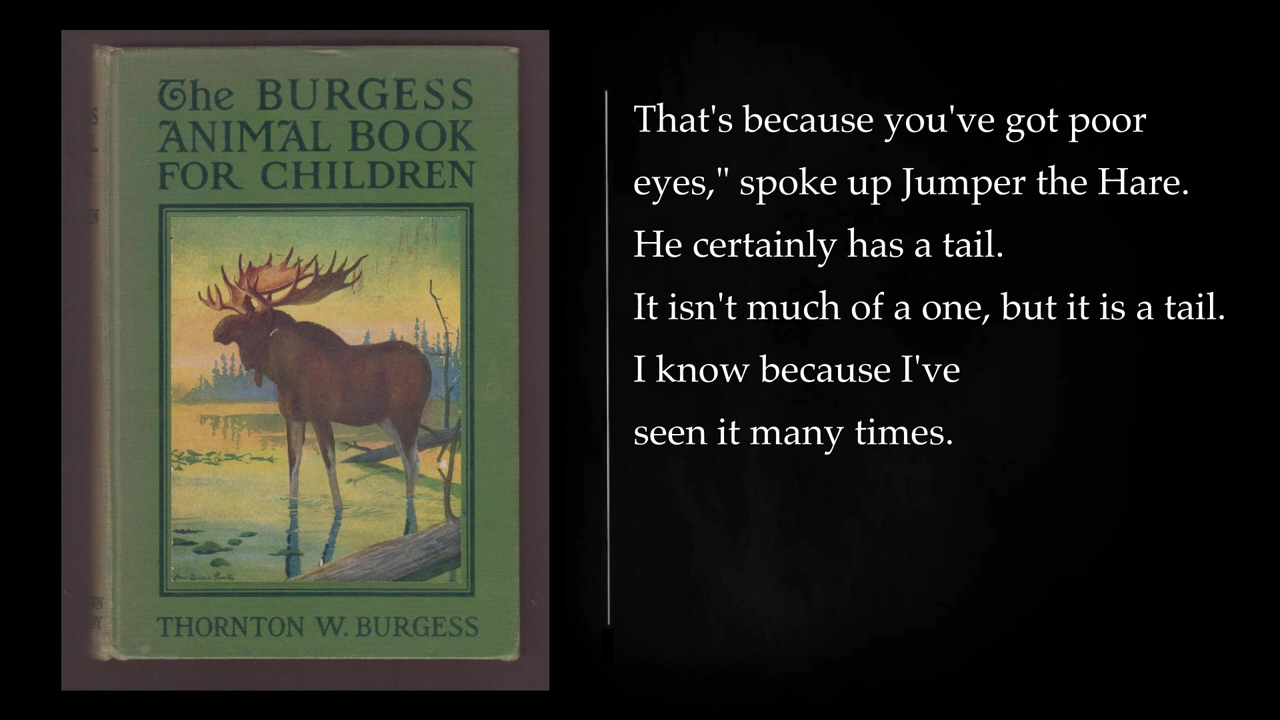 The BURGESS
ANIMAL BOOK
FOR CHILDREN
THORNTON W. BURGESS
That's because you've got poor
eyes," spoke up Jumper the Hare.
He certainly has a tail.
It isn't much of a one, but it is a tail.
I know because I've
seen it many times.